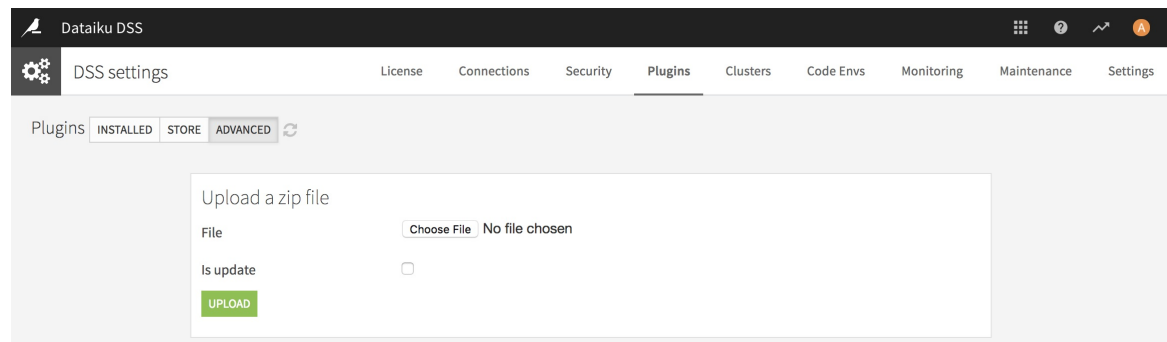 Dataiku DSS
A
DSS settings License Connections Security Plugins Clusters Code Envs Monitoring Maintenance Settings
Plugins INSTALLED STORE ADVANCED
Upload a zip file
File Choose File No file chosen
Is update
UPLOAD